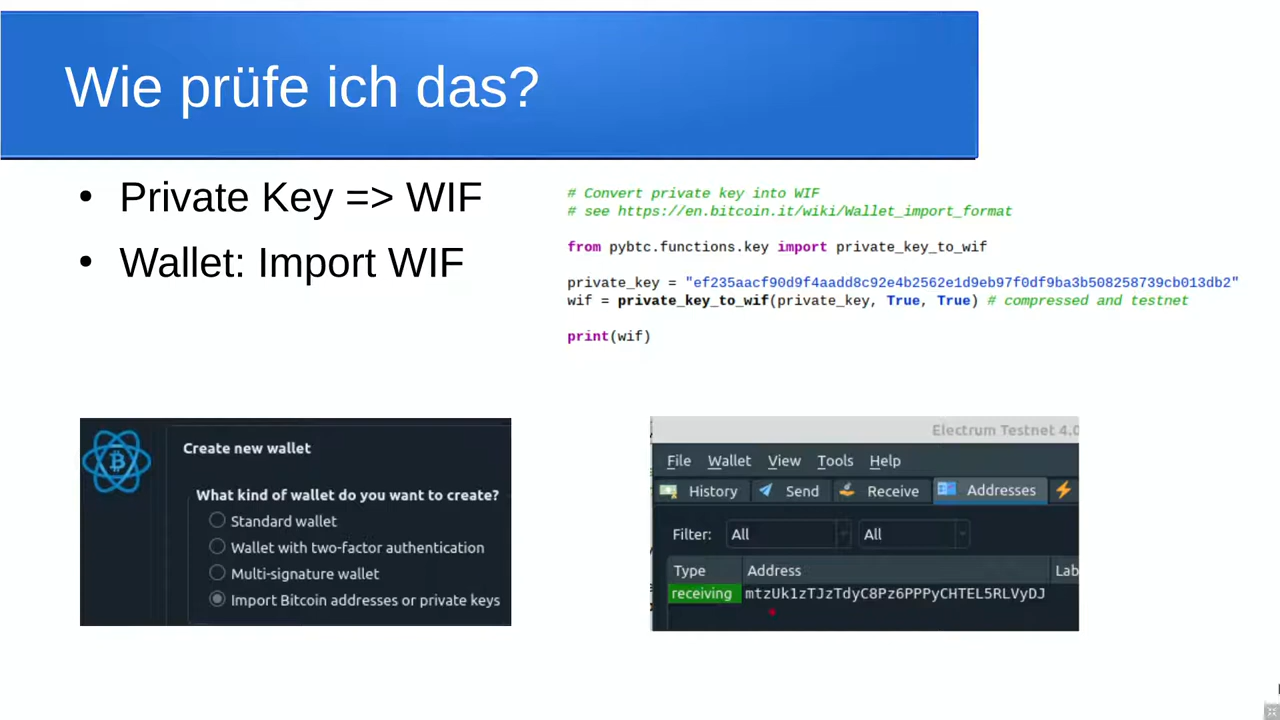 Wie prüfe ich das?
• Private Key => WIF
• Wallet: Import WIF
# Convert private key into WIF
# see https://en.bitcoin.it/wiki/Wallet_import_format
from pybtc.functions.key import private_key_to_wif
private_key = "ef235aacf90d9f4aadd8c92e4b2562e1d9eb97f0df9ba3b508258739cb013db2"
wif = private_key_to_wif(private_key, True, True) # compressed and testnet
print(wif)
Create new wallet
What kind of wallet do you want to create?
Standard wallet
Wallet with two-factor authentication
Multi-signature wallet
Import Bitcoin addresses or private keys
Electrum Testnet 4.0
File Wallet View Tools Help
History Send Receive Addresses
Filter: All All
Type Address Lab
receiving mtzUk1zTJzTdyC8Pz6PPPyCHTEL5RLVyDJ